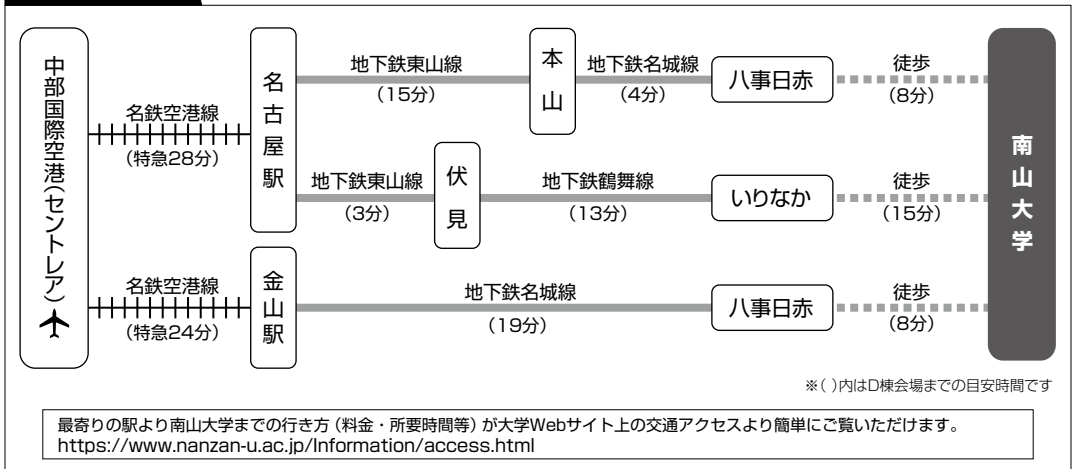 中部国際空港(セントレア)
名鉄空港線
(特急28分)
名古屋駅
地下鉄東山線
(15分)
本山
地下鉄名城線
(4分)
八事日赤
徒歩
(8分)
地下鉄東山線
(3分)
伏見
地下鉄鶴舞線
(13分)
いりなか
徒歩
(15分)
名鉄空港線
(特急24分)
金山駅
地下鉄名城線
(19分)
八事日赤
徒歩
(8分)
南山大学
※( )内はD棟会場までの目安時間です
最寄りの駅より南山大学までの行き方(料金・所要時間等)が大学Webサイト上の交通アクセスより簡単にご覧いただけます。
https://www.nanzan-u.ac.jp/Information/access.html